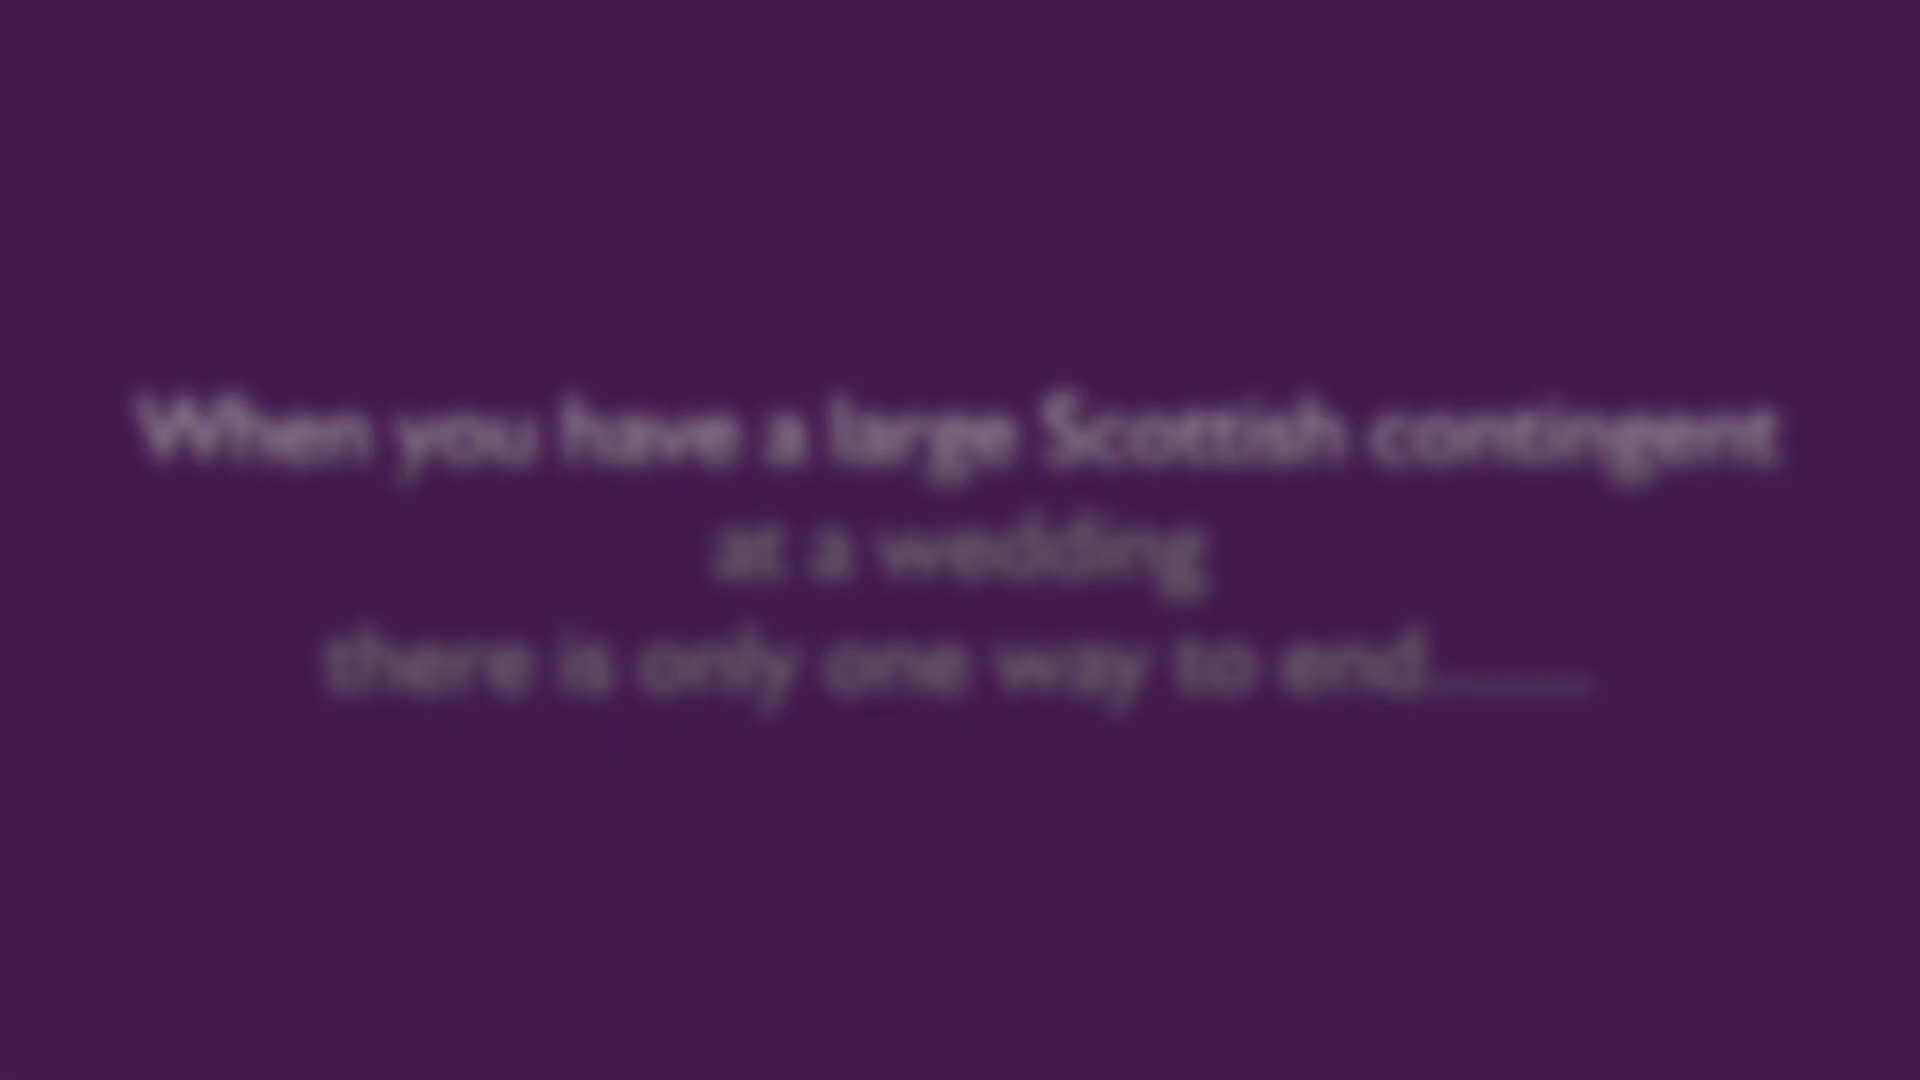 When you have a large Scottish contingent
at a wedding
there is only one way to end.......